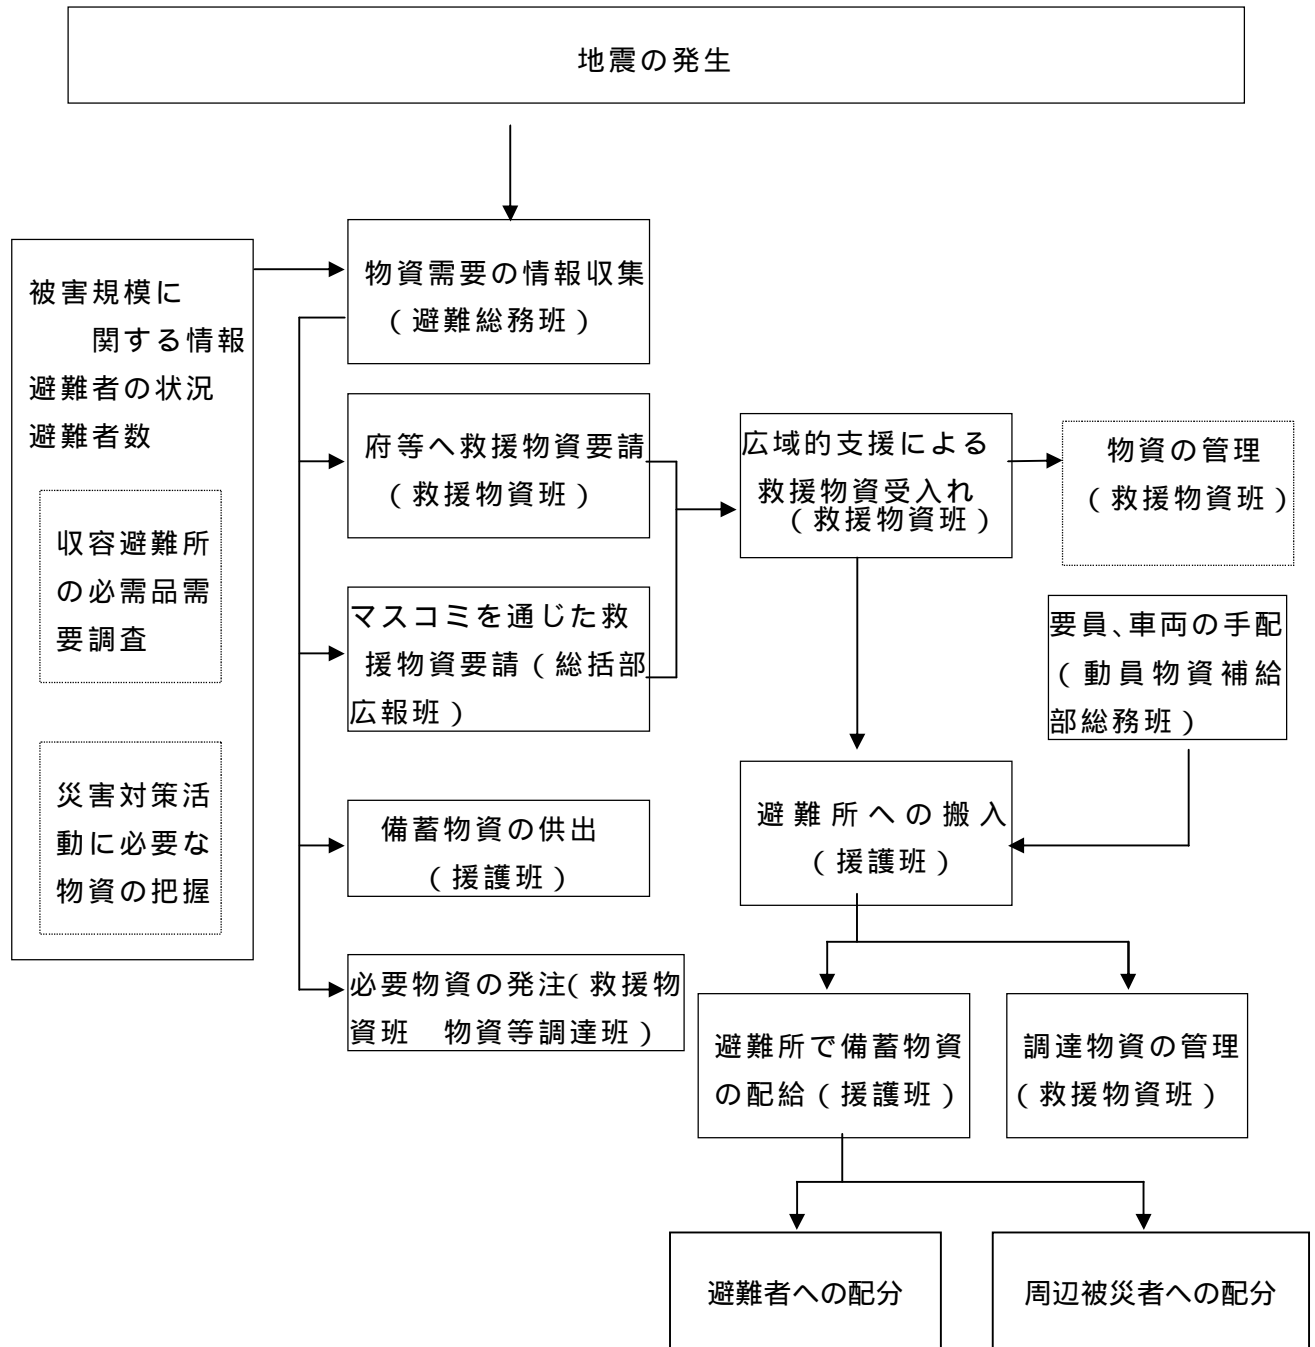 地震の発生
物資需要の情報収集
（避難総務班）
被害規模に
関する情報
避難者の状況
避難者数
収容避難所
の必需品需
要調査
災害対策活
動に必要な
物資の把握
府等へ救援物資要請
（救援物資班）
マスコミを通じた救
援物資要請（総括部
広報班）
備蓄物資の供出
（援護班）
必要物資の発注（救援物
資班　物資等調達班）
広域的支援による
救援物資受入れ
（救援物資班）
物資の管理
（救援物資班）
要員、車両の手配
（動員物資補給
部総務班）
避難所への搬入
（援護班）
避難所で備蓄物資
の配給（援護班）
調達物資の管理
（救援物資班）
避難者への配分
周辺被災者への配分